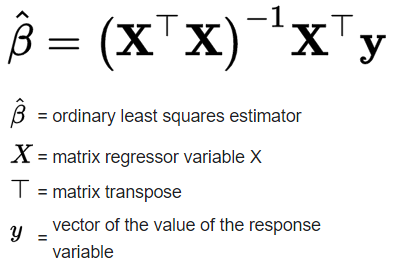 β̂ = (X⊤X)⁻¹X⊤y
β̂ = ordinary least squares estimator
X = matrix regressor variable X
⊤ = matrix transpose
y = vector of the value of the response
variable